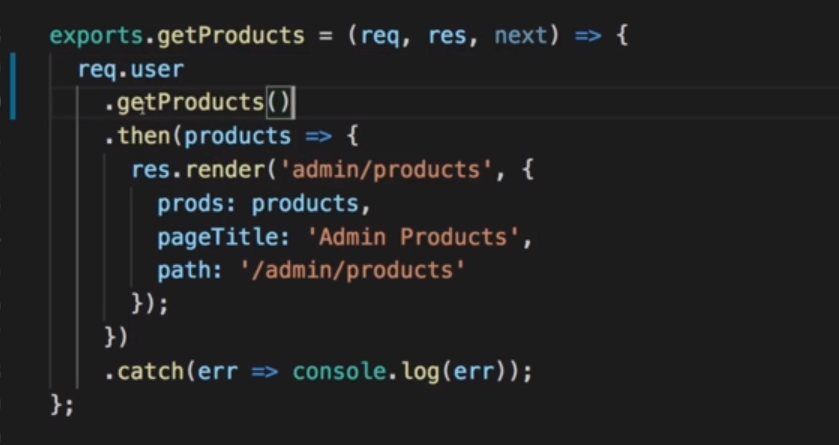 exports.getProducts = (req, res, next) => {
  req.user
    .getProducts()
    .then(products => {
      res.render('admin/products', {
        prods: products,
        pageTitle: 'Admin Products',
        path: '/admin/products'
      });
    })
    .catch(err => console.log(err));
};